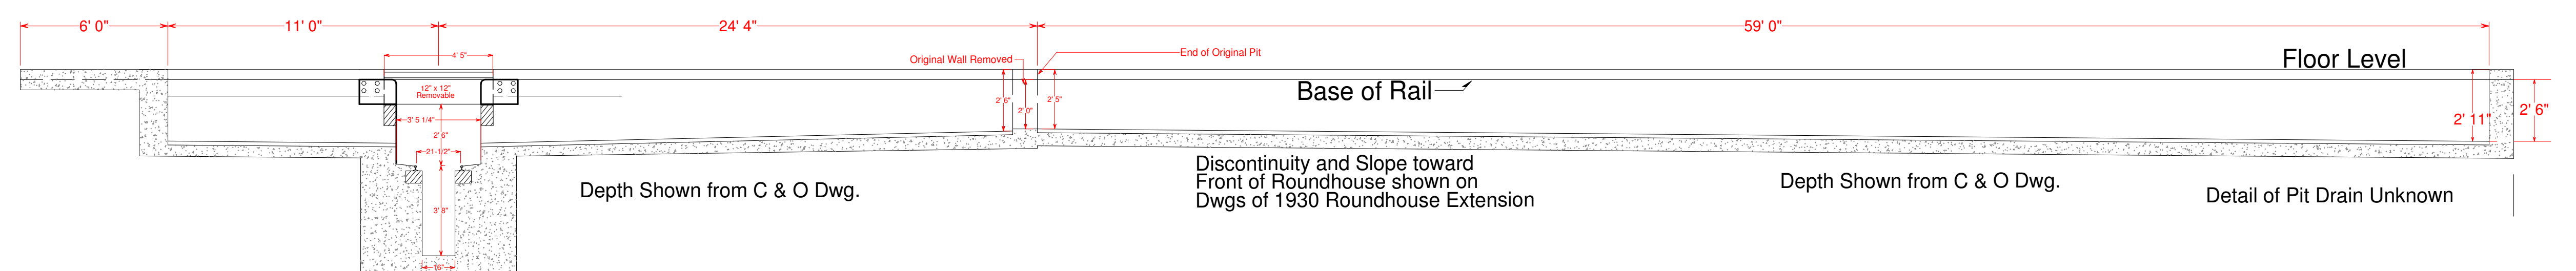 6' 0"
11' 0"
24' 4"
59' 0"
4' 5"
Original Wall Removed
End of Original Pit
Floor Level
12" x 12"
Removable
Base of Rail
2' 6"
2' 0"
2' 5"
2' 11"
2' 6"
3' 5 1/4"
2' 6"
21-1/2"
Discontinuity and Slope toward
Front of Roundhouse shown on
Dwgs of 1930 Roundhouse Extension
Depth Shown from C & O Dwg.
Depth Shown from C & O Dwg.
Detail of Pit Drain Unknown
3' 8"
16"